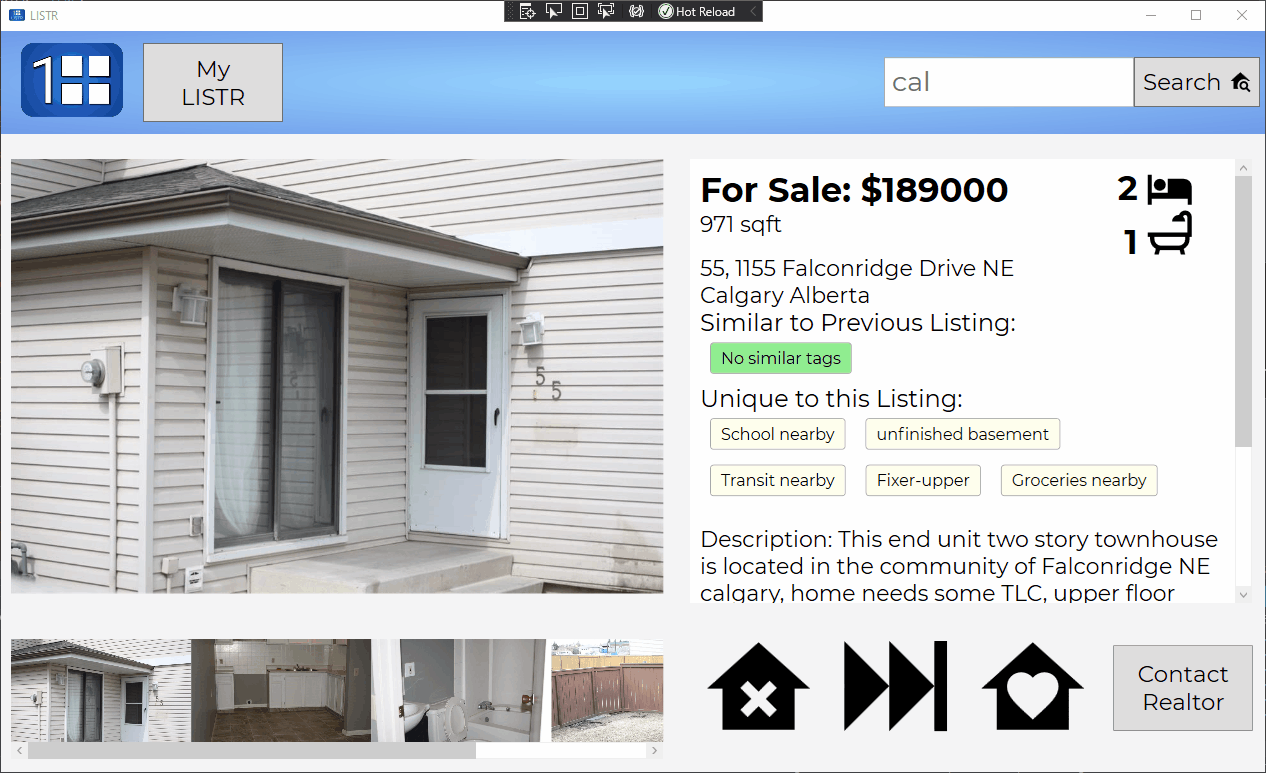 LISTR
Hot Reload
1
My
LISTR
cal
Search
For Sale: $189000
2
971 sqft
1
55, 1155 Falconridge Drive NE
Calgary Alberta
Similar to Previous Listing:
No similar tags
Unique to this Listing:
School nearby unfinished basement
Transit nearby Fixer-upper Groceries nearby
Description: This end unit two story townhouse
is located in the community of Falconridge NE
calgary, home needs some TLC, upper floor
55
Contact
Realtor